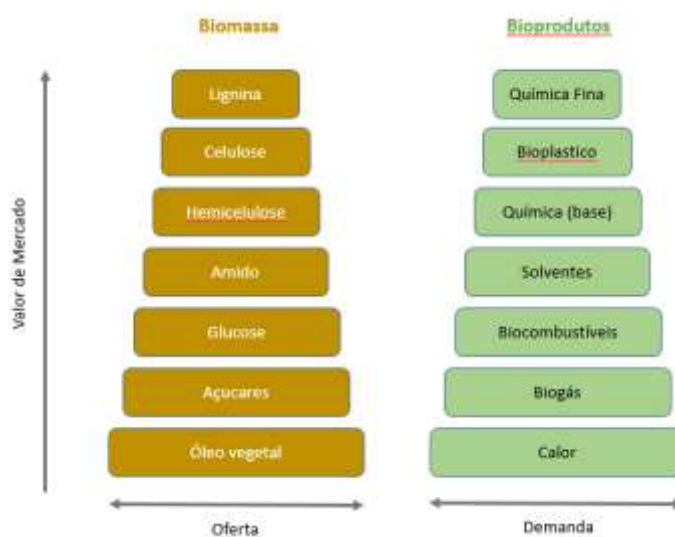 Biomassa
Bioprodutos
Valor de Mercado
Lignina
Química Fina
Celulose
Bioplastico
Hemicelulose
Química (base)
Amido
Solventes
Glucose
Biocombustíveis
Açucares
Biogás
Óleo vegetal
Calor
Oferta
Demanda